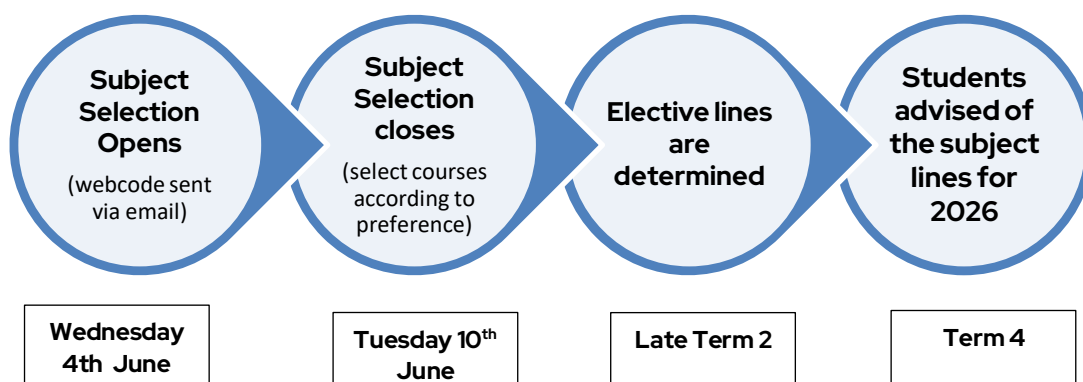 Subject
Selection
Opens
(webcode sent
via email)
Subject
Selection
closes
(select courses
according to
preference)
Elective lines
are
determined
Students
advised of
the subject
lines for
2026
Wednesday
4th June
Tuesday 10th
June
Late Term 2
Term 4